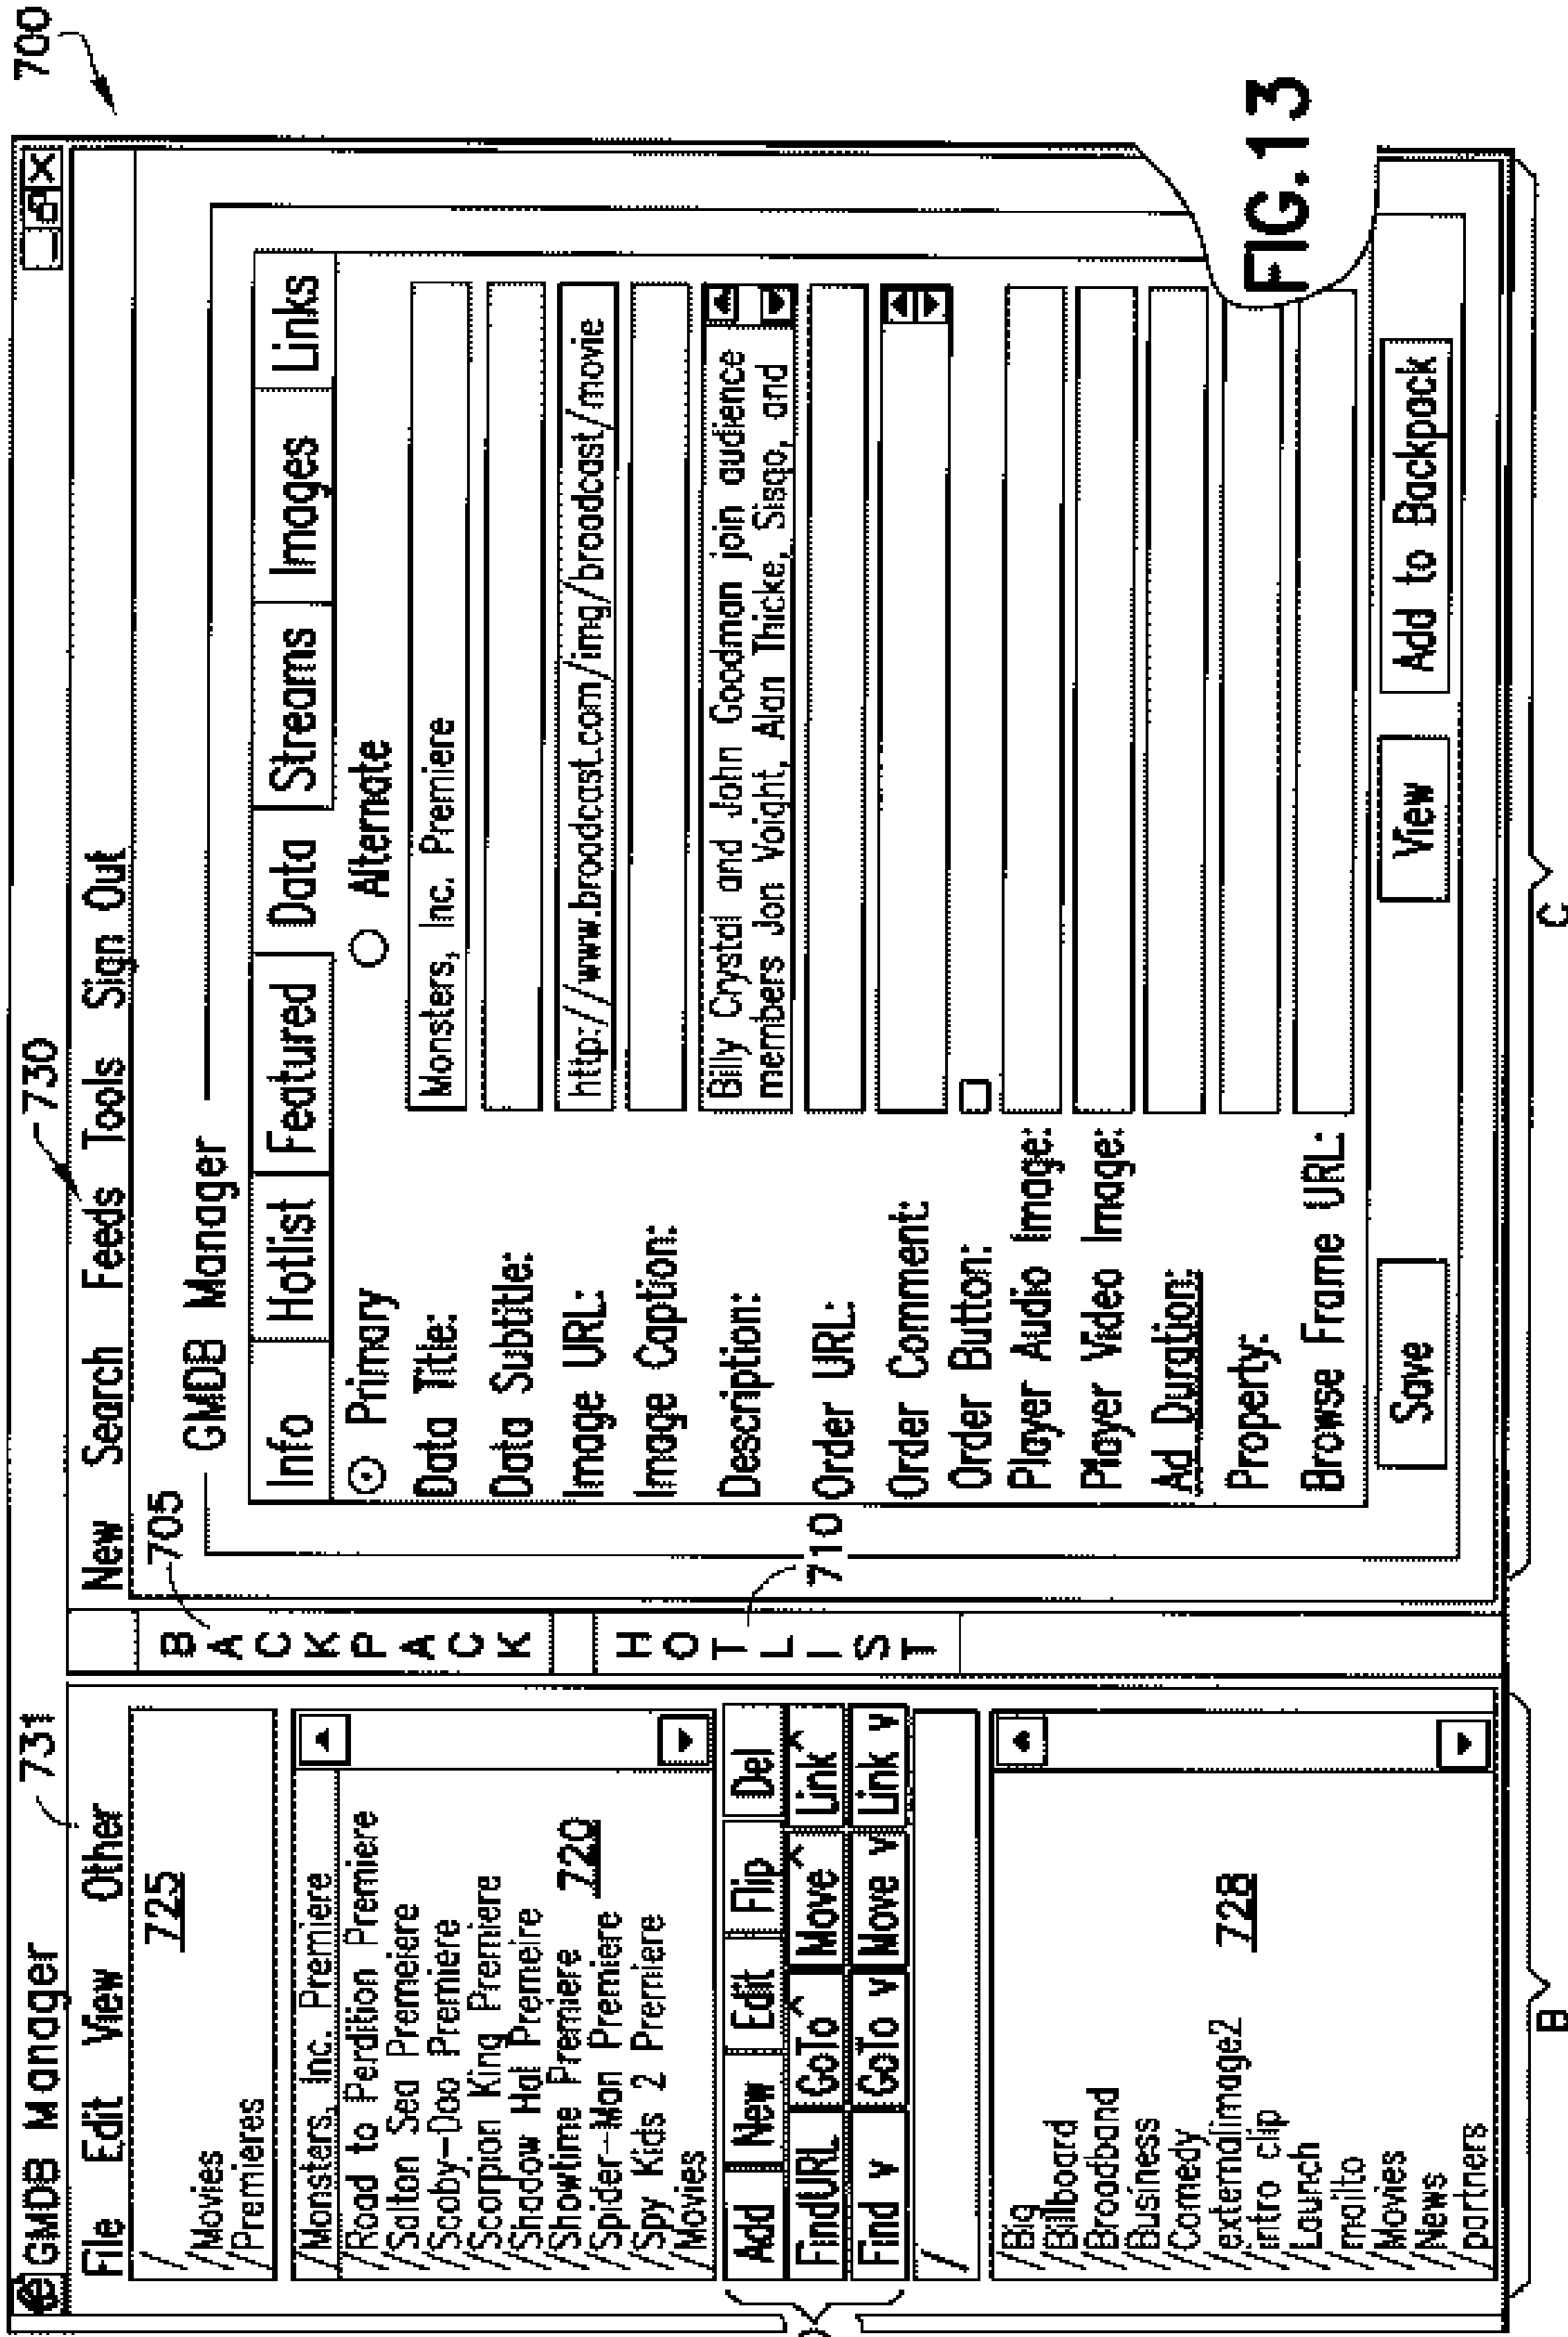 700
GMDB Manager
731
File Edit View Other
725
/
/ Movies
/ Premieres
/ Monsters, Inc. Premiere
/ Road to Perdition Premiere
/ Salton Sea Premeiere
/ Scooby-Doo Premiere
/ Scorpion King Premiere
/ Shadow Hal Premeire
/ Showtime Premiere
/ Spider-Man Premiere
/ Spy Kids 2 Premiere
/ Movies
720
Add New Edit Flip Del
FindURL GoTo^ Move^ Link^
Find v GoTo v Move v Link v
/
/ Big
/ Billboard
/ Broadband
/ Business
/ Comedy
/ externalimage2
/ intro clip
/ Launch
/ mailto
/ Movies
/ News
/ partners
728
B
705
BACKPACK
HOTLIST
710
730
New Search Feeds Tools Sign Out
GMDB Manager
Info Hotlist Featured Data Streams Images Links
Primary Alternate
Data Title: Monsters, Inc. Premiere
Data Subtitle:
Image URL: http://www.broadcast.com/img/broadcast/movie
Image Caption:
Description: Billy Crystal and John Goodman join audience
members Jon Voight, Alan Thicke, Sisqo, and
Order URL:
Order Comment:
Order Button:
Player Audio Image:
Player Video Image:
Ad Duration:
Property:
Browse Frame URL:
Save View Add to Backpack
C
FIG.13